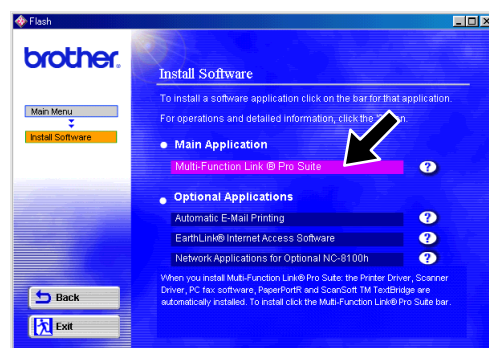 Flash
brother.
Install Software
To install a software application click on the bar for that application.
For operations and detailed information, click the "?"
Main Menu
Install Software
Main Application
Multi-Function Link ® Pro Suite
?
Optional Applications
Automatic E-Mail Printing
?
EarthLink® Internet Access Software
?
Network Applications for Optional NC-8100h
?
When you install Multi-Function Link® Pro Suite: the Printer Driver, Scanner
Driver, PC fax software, PaperPortR and ScanSoft TM TextBridge are
automatically installed. To install click the Multi-Function Link® Pro Suite bar.
Back
Exit